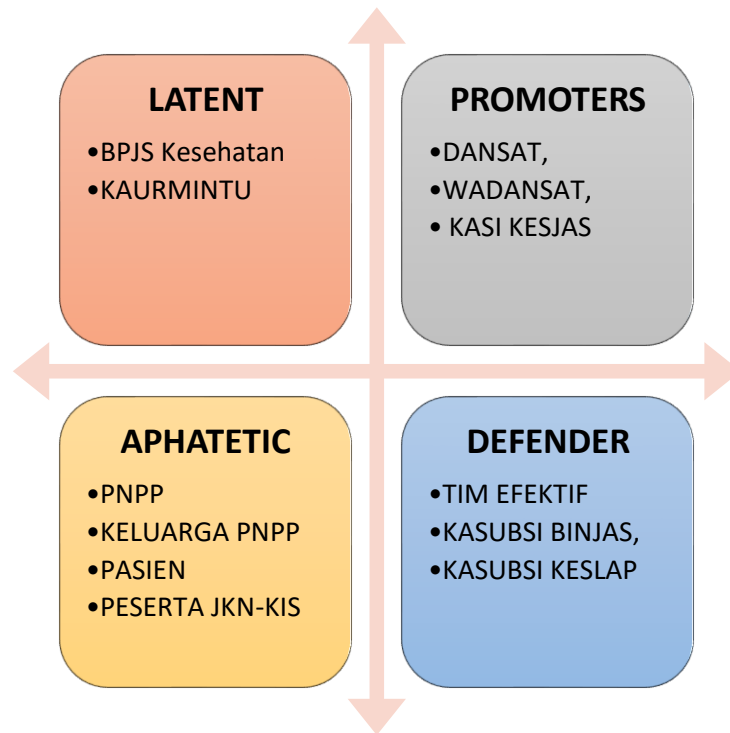 LATENT
•BPJS Kesehatan
•KAURMINTU
PROMOTERS
•DANSAT,
•WADANSAT,
• KASI KESJAS
APHATETIC
•PNPP
•KELUARGA PNPP
•PASIEN
•PESERTA JKN-KIS
DEFENDER
•TIM EFEKTIF
•KASUBSI BINJAS,
•KASUBSI KESLAP